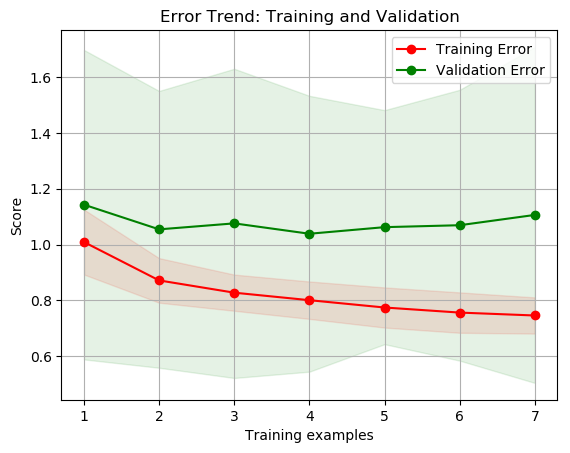 Error Trend: Training and Validation
Training Error
Validation Error
1.6
1.4
1.2
1.0
0.8
0.6
Score
1 2 3 4 5 6 7
Training examples